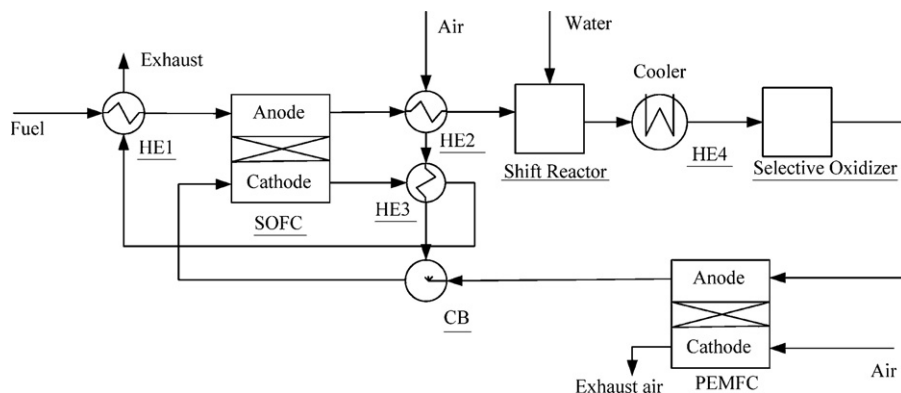 Air
Water
Exhaust
Cooler
Fuel
HE1
Anode
Cathode
SOFC
HE2
HE3
Shift Reactor
HE4
Selective Oxidizer
CB
Anode
Cathode
PEMFC
Exhaust air
Air